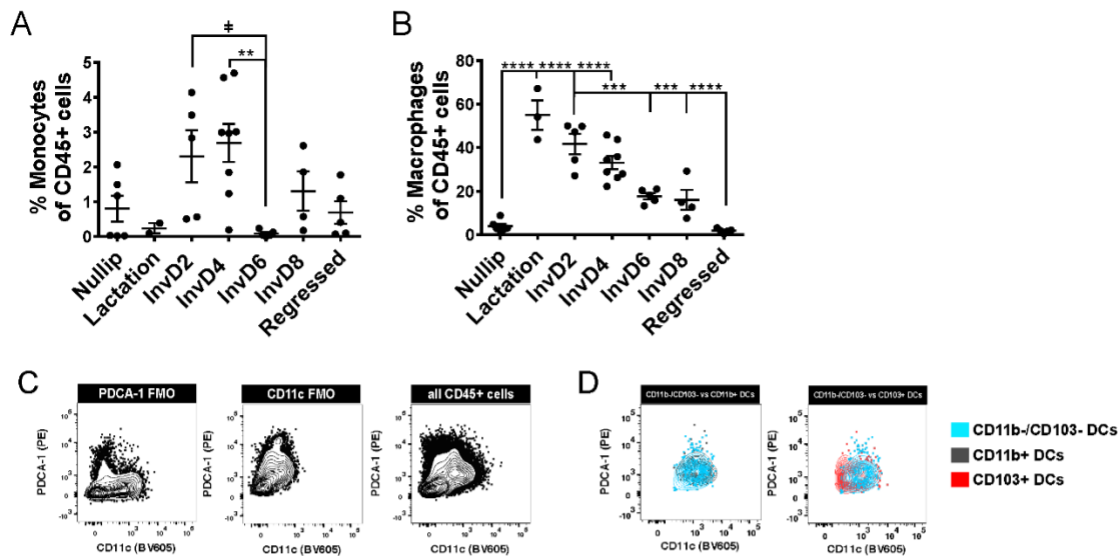 A
% Monocytes
of CD45+ cells
5
4
3
2
1
0
ǂ
**
Nullip
Lactation
InvD2
InvD4
InvD6
InvD8
Regressed
B
% Macrophages
of CD45+ cells
80
60
40
20
0
**** **** ****
*** *** ****
Nullip
Lactation
InvD2
InvD4
InvD6
InvD8
Regressed
C
PDCA-1 FMO
CD11c FMO
all CD45+ cells
PDCA-1 (PE)
PDCA-1 (PE)
PDCA-1 (PE)
CD11c (BV605)
CD11c (BV605)
CD11c (BV605)
D
CD11b-/CD103- vs CD11b+ DCs
CD11b-/CD103- vs CD103+ DCs
PDCA-1 (PE)
PDCA-1 (PE)
CD11c (BV605)
CD11c (BV605)
CD11b-/CD103- DCs
CD11b+ DCs
CD103+ DCs